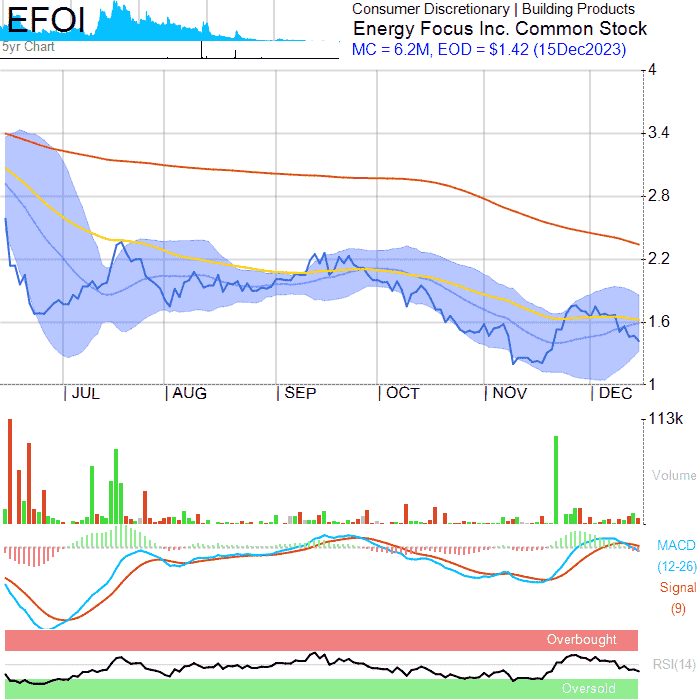 EFOI
5yr Chart
Consumer Discretionary | Building Products
Energy Focus Inc. Common Stock
MC = 6.2M, EOD = $1.42 (15Dec2023)
4
3.4
2.8
2.2
1.6
1
JUL
AUG
SEP
OCT
NOV
DEC
113k
Volume
MACD
(12-26)
Signal
(9)
Overbought
RSI(14)
Oversold